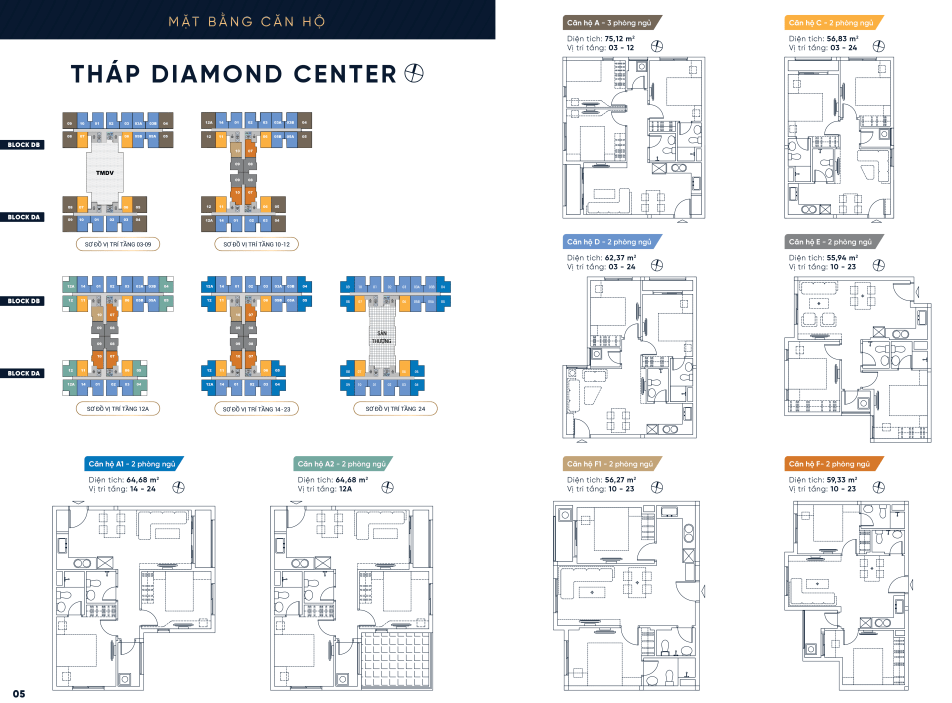 MẶT BẰNG CĂN HỘ
THÁP DIAMOND CENTER
BLOCK DB
TMDV
BLOCK DA
SƠ ĐỒ VỊ TRÍ TẦNG 03-09
SƠ ĐỒ VỊ TRÍ TẦNG 10-12
BLOCK DB
SÂN
THƯỢNG
BLOCK DA
SƠ ĐỒ VỊ TRÍ TẦNG 12A
SƠ ĐỒ VỊ TRÍ TẦNG 14-23
SƠ ĐỒ VỊ TRÍ TẦNG 24
Căn hộ A1 - 2 phòng ngủ
Diện tích: 64,68 m²
Vị trí tầng: 14 - 24
Căn hộ A2 - 2 phòng ngủ
Diện tích: 64,68 m²
Vị trí tầng: 12A
05
Căn hộ A - 3 phòng ngủ
Diện tích: 75,12 m²
Vị trí tầng: 03 - 12
Căn hộ C - 2 phòng ngủ
Diện tích: 56,83 m²
Vị trí tầng: 03 - 24
Căn hộ D - 2 phòng ngủ
Diện tích: 62,37 m²
Vị trí tầng: 03 - 24
Căn hộ E - 2 phòng ngủ
Diện tích: 55,94 m²
Vị trí tầng: 10 - 23
Căn hộ F1 - 2 phòng ngủ
Diện tích: 56,27 m²
Vị trí tầng: 10 - 23
Căn hộ F- 2 phòng ngủ
Diện tích: 59,33 m²
Vị trí tầng: 10 - 23